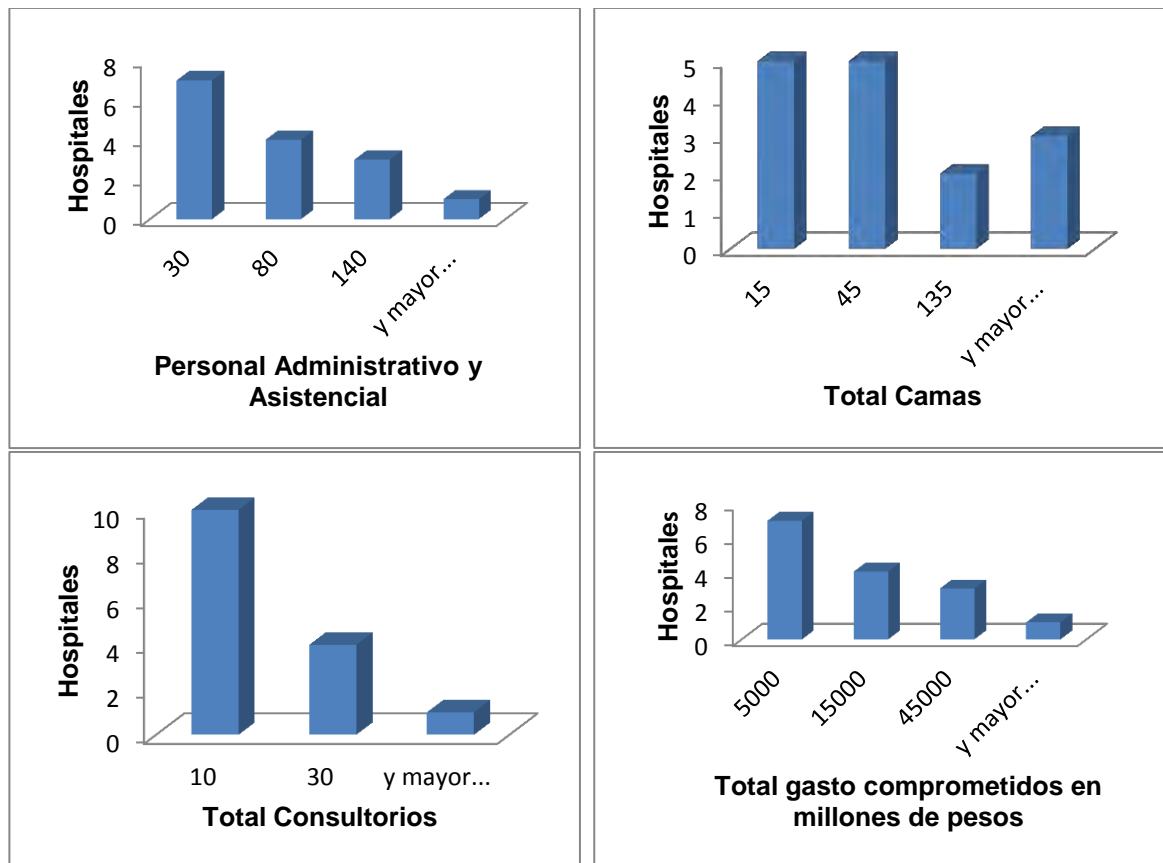 Hospitales
8
6
4
2
0
30
80
140
y mayor...
Personal Administrativo y
Asistencial
Hospitales
5
4
3
2
1
0
15
45
135
y mayor...
Total Camas
Hospitales
10
8
6
4
2
0
10
30
y mayor...
Total Consultorios
Hospitales
8
6
4
2
0
5000
15000
45000
y mayor...
Total gasto comprometidos en
millones de pesos